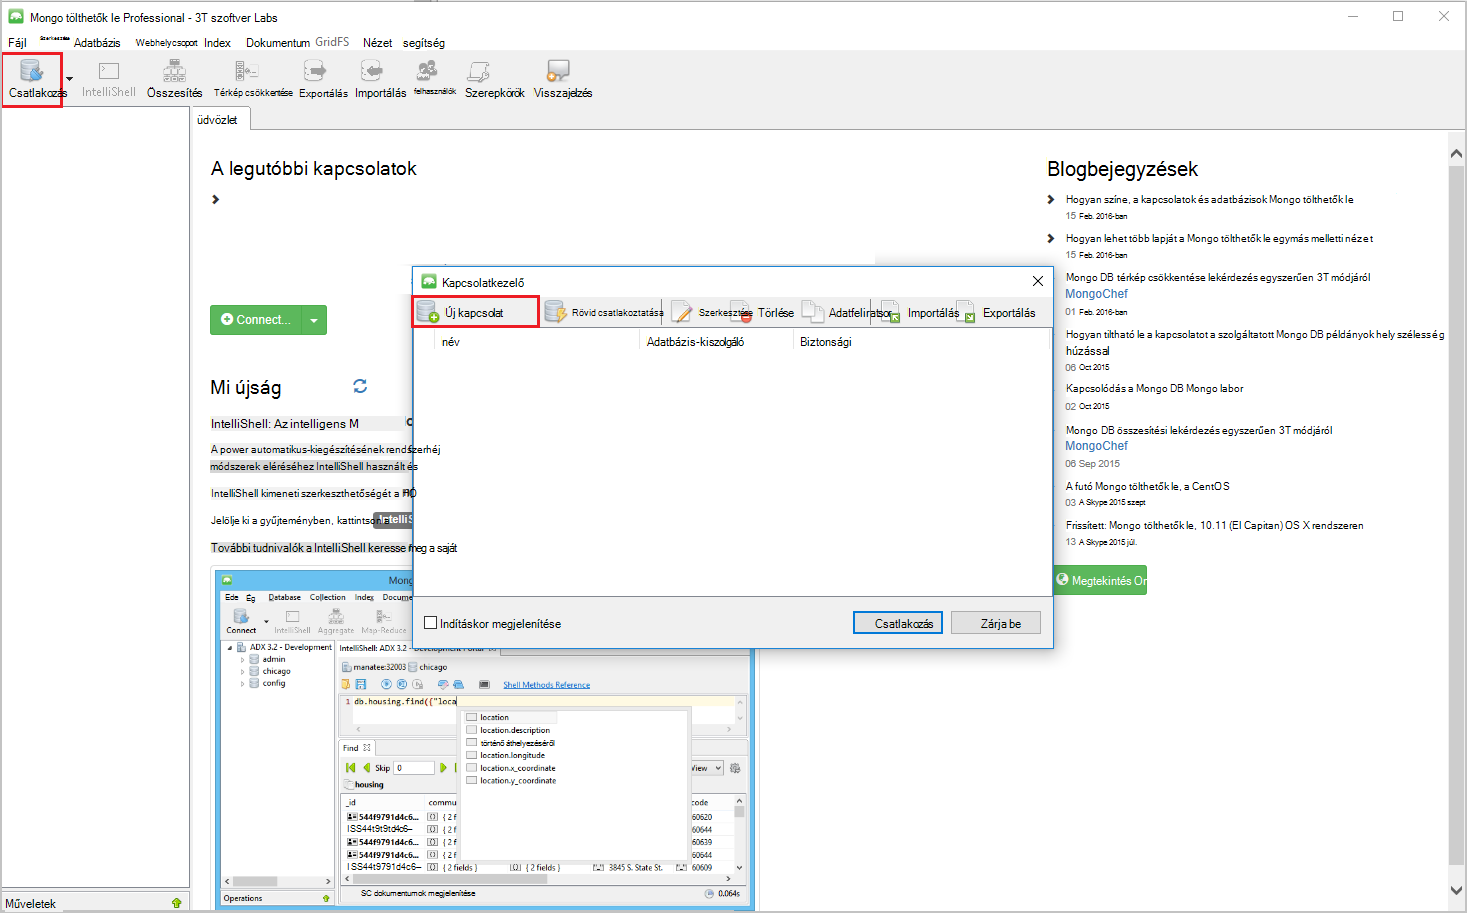 Mongo tölthetők le Professional - 3T szoftver Labs
Fájl Szerkesztése Adatbázis Webhelycsoport Index Dokumentum GridFS Nézet segítség
Csatlakozás IntelliShell Összesítés Térkép csökkentése Exportálás Importálás felhasználók Szerepkörök Visszajelzés
üdvözlet
A legutóbbi kapcsolatok
Connect...
Mi újság
IntelliShell: Az intelligens M
A power automatikus-kiegészítésének rendszerhéj
módszerek eléréséhez IntelliShell használt és
IntelliShell kimeneti szerkeszthetőségét a
Jelölje ki a gyűjteményben, kattintson a IntelliS
További tudnivalók a IntelliShell keresse meg a saját
Kapcsolatkezelő
Új kapcsolat Rövid csatlakoztatása Szerkesztése Törlése Adatfeliratsor Importálás Exportálás
név Adatbázis-kiszolgáló Biztonsági
Indításkor megjelenítése
Csatlakozás Zárja be
Blogbejegyzések
Hogyan színe, a kapcsolatok és adatbázisok Mongo tölthetők le
15 Feb. 2016-ban
Hogyan lehet több lapját a Mongo tölthetők le egymás melletti nézet
15 Feb. 2016-ban
Mongo DB térkép csökkentése lekérdezés egyszerűen 3T módjáról
MongoChef
01 Feb. 2016-ban
Hogyan tiltható le a kapcsolatot a szolgáltatott Mongo DB példányok hely szélesség
húzással
06 Oct 2015
Kapcsolódás a Mongo DB Mongo labor
02 Oct 2015
Mongo DB összesítési lekérdezés egyszerűen 3T módjáról
MongoChef
06 Sep 2015
A futó Mongo tölthetők le, a CentOS
03 A Skype 2015 szept
Frissített: Mongo tölthetők le, 10.11 (El Capitan) OS X rendszeren
13 A Skype 2015 júl.
Megtekintés On
Mong
Ede Ég Database Collection Index Docume
Connect IntelliShell Aggregate Map-Reduce
ADX 3.2 - Development
admin
chicago
config
Operations
IntelliShell: ADX 3.2 - Development Portal
manatee:32003 chicago
Shell Methods Reference
1 db.housing.find({"loca
location
location.description
történő áthelyezéséről
location.longitude
location.x_coordinate
location.y_coordinate
Find
Skip 0 View
housing
_id commu code
544f9791d4c6... { 2 f 60620
ISS44t9t9td4c6– { 2 f 60644
544f9791d4c6... { 2 f 60639
544f9791d4c6... { 2 f 60644
ISS44t9791d4c6– { 2 fields } { 2 fields } 3845 S. State St. 60609
SC dokumentumok megjelenítése 0.064s
Műveletek